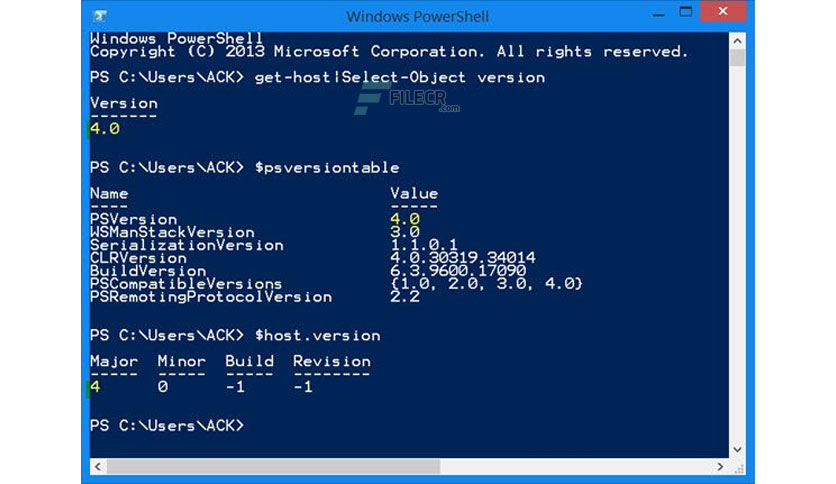 Windows PowerShell
Windows PowerShell
Copyright (C) 2013 Microsoft Corporation. All rights reserved.
PS C:\Users\ACK> get-host|Select-Object version
FILECR
.com
Version
-------
4.0
PS C:\Users\ACK> $psversiontable
Name Value
---- -----
PSVersion 4.0
WSManStackVersion 3.0
SerializationVersion 1.1.0.1
CLRVersion 4.0.30319.34014
BuildVersion 6.3.9600.17090
PSCompatibleVersions {1.0, 2.0, 3.0, 4.0}
PSRemotingProtocolVersion 2.2
PS C:\Users\ACK> $host.version
Major Minor Build Revision
----- ----- ----- --------
4 0 -1 -1
PS C:\Users\ACK>